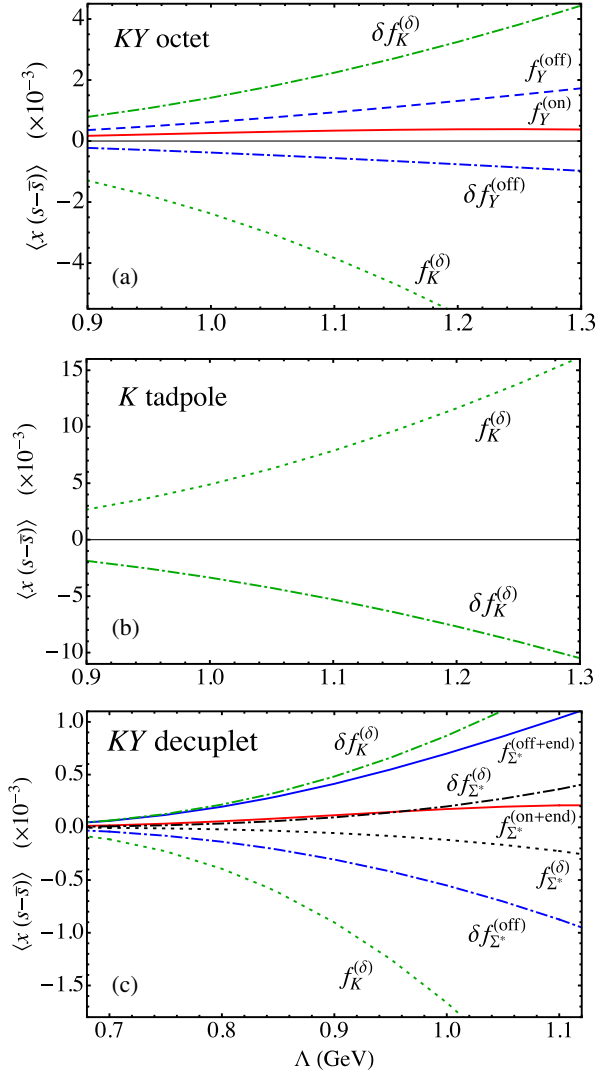 KY octet
δf_K^(δ)
f_Y^(off)
f_Y^(on)
δf_Y^(off)
f_K^(δ)
(a)
⟨x (s−s̄)⟩ (×10⁻³)
4
2
0
−2
−4
0.9 1.0 1.1 1.2 1.3
K tadpole
f_K^(δ)
δf_K^(δ)
(b)
⟨x (s−s̄)⟩ (×10⁻³)
15
10
5
0
−5
−10
0.9 1.0 1.1 1.2 1.3
KY decuplet
δf_K^(δ)
f_Σ*^(off+end)
δf_Σ*^(δ)
f_Σ*^(on+end)
f_Σ*^(δ)
δf_Σ*^(off)
f_K^(δ)
(c)
⟨x (s−s̄)⟩ (×10⁻³)
1.0
0.5
0.0
−0.5
−1.0
−1.5
0.7 0.8 0.9 1.0 1.1
Λ (GeV)